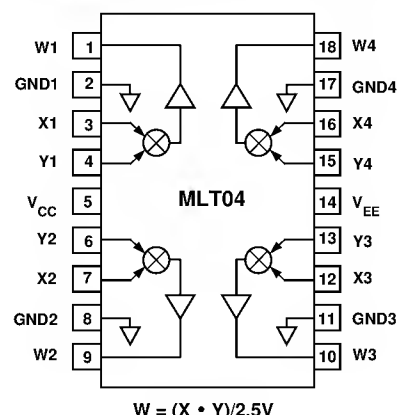 W1 1 18 W4
GND1 2 17 GND4
X1 3 16 X4
Y1 4 15 Y4
VCC 5 MLT04 14 VEE
Y2 6 13 Y3
X2 7 12 X3
GND2 8 11 GND3
W2 9 10 W3
W = (X • Y)/2.5V